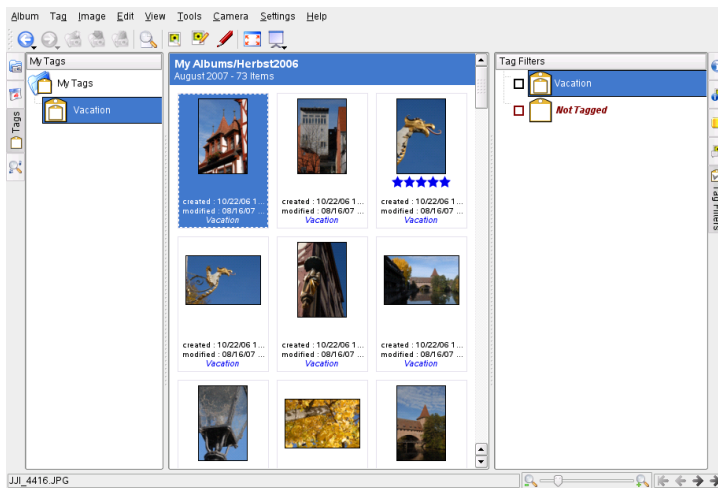 Album Tag Image Edit View Tools Camera Settings Help
My Tags
My Tags
Vacation
Tags
My Albums/Herbst2006
August 2007 - 73 Items
created : 10/22/06 1...
modified : 08/16/07 ...
Vacation
created : 10/22/06 1...
modified : 08/16/07 ...
Vacation
created : 10/22/06 1...
modified : 08/16/07 ...
Vacation
created : 10/22/06 1...
modified : 08/16/07 ...
Vacation
created : 10/22/06 1...
modified : 08/16/07 ...
Vacation
created : 10/22/06 1...
modified : 08/16/07 ...
Vacation
Tag Filters
Vacation
Not Tagged
Tag Filters
JJI_4416.JPG